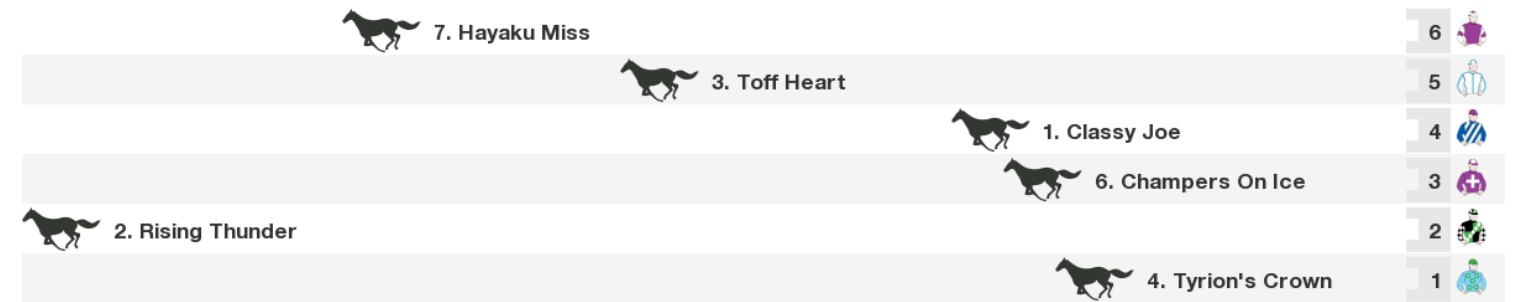 7. Hayaku Miss 6
3. Toff Heart 5
1. Classy Joe 4
6. Champers On Ice 3
2. Rising Thunder 2
4. Tyrion's Crown 1